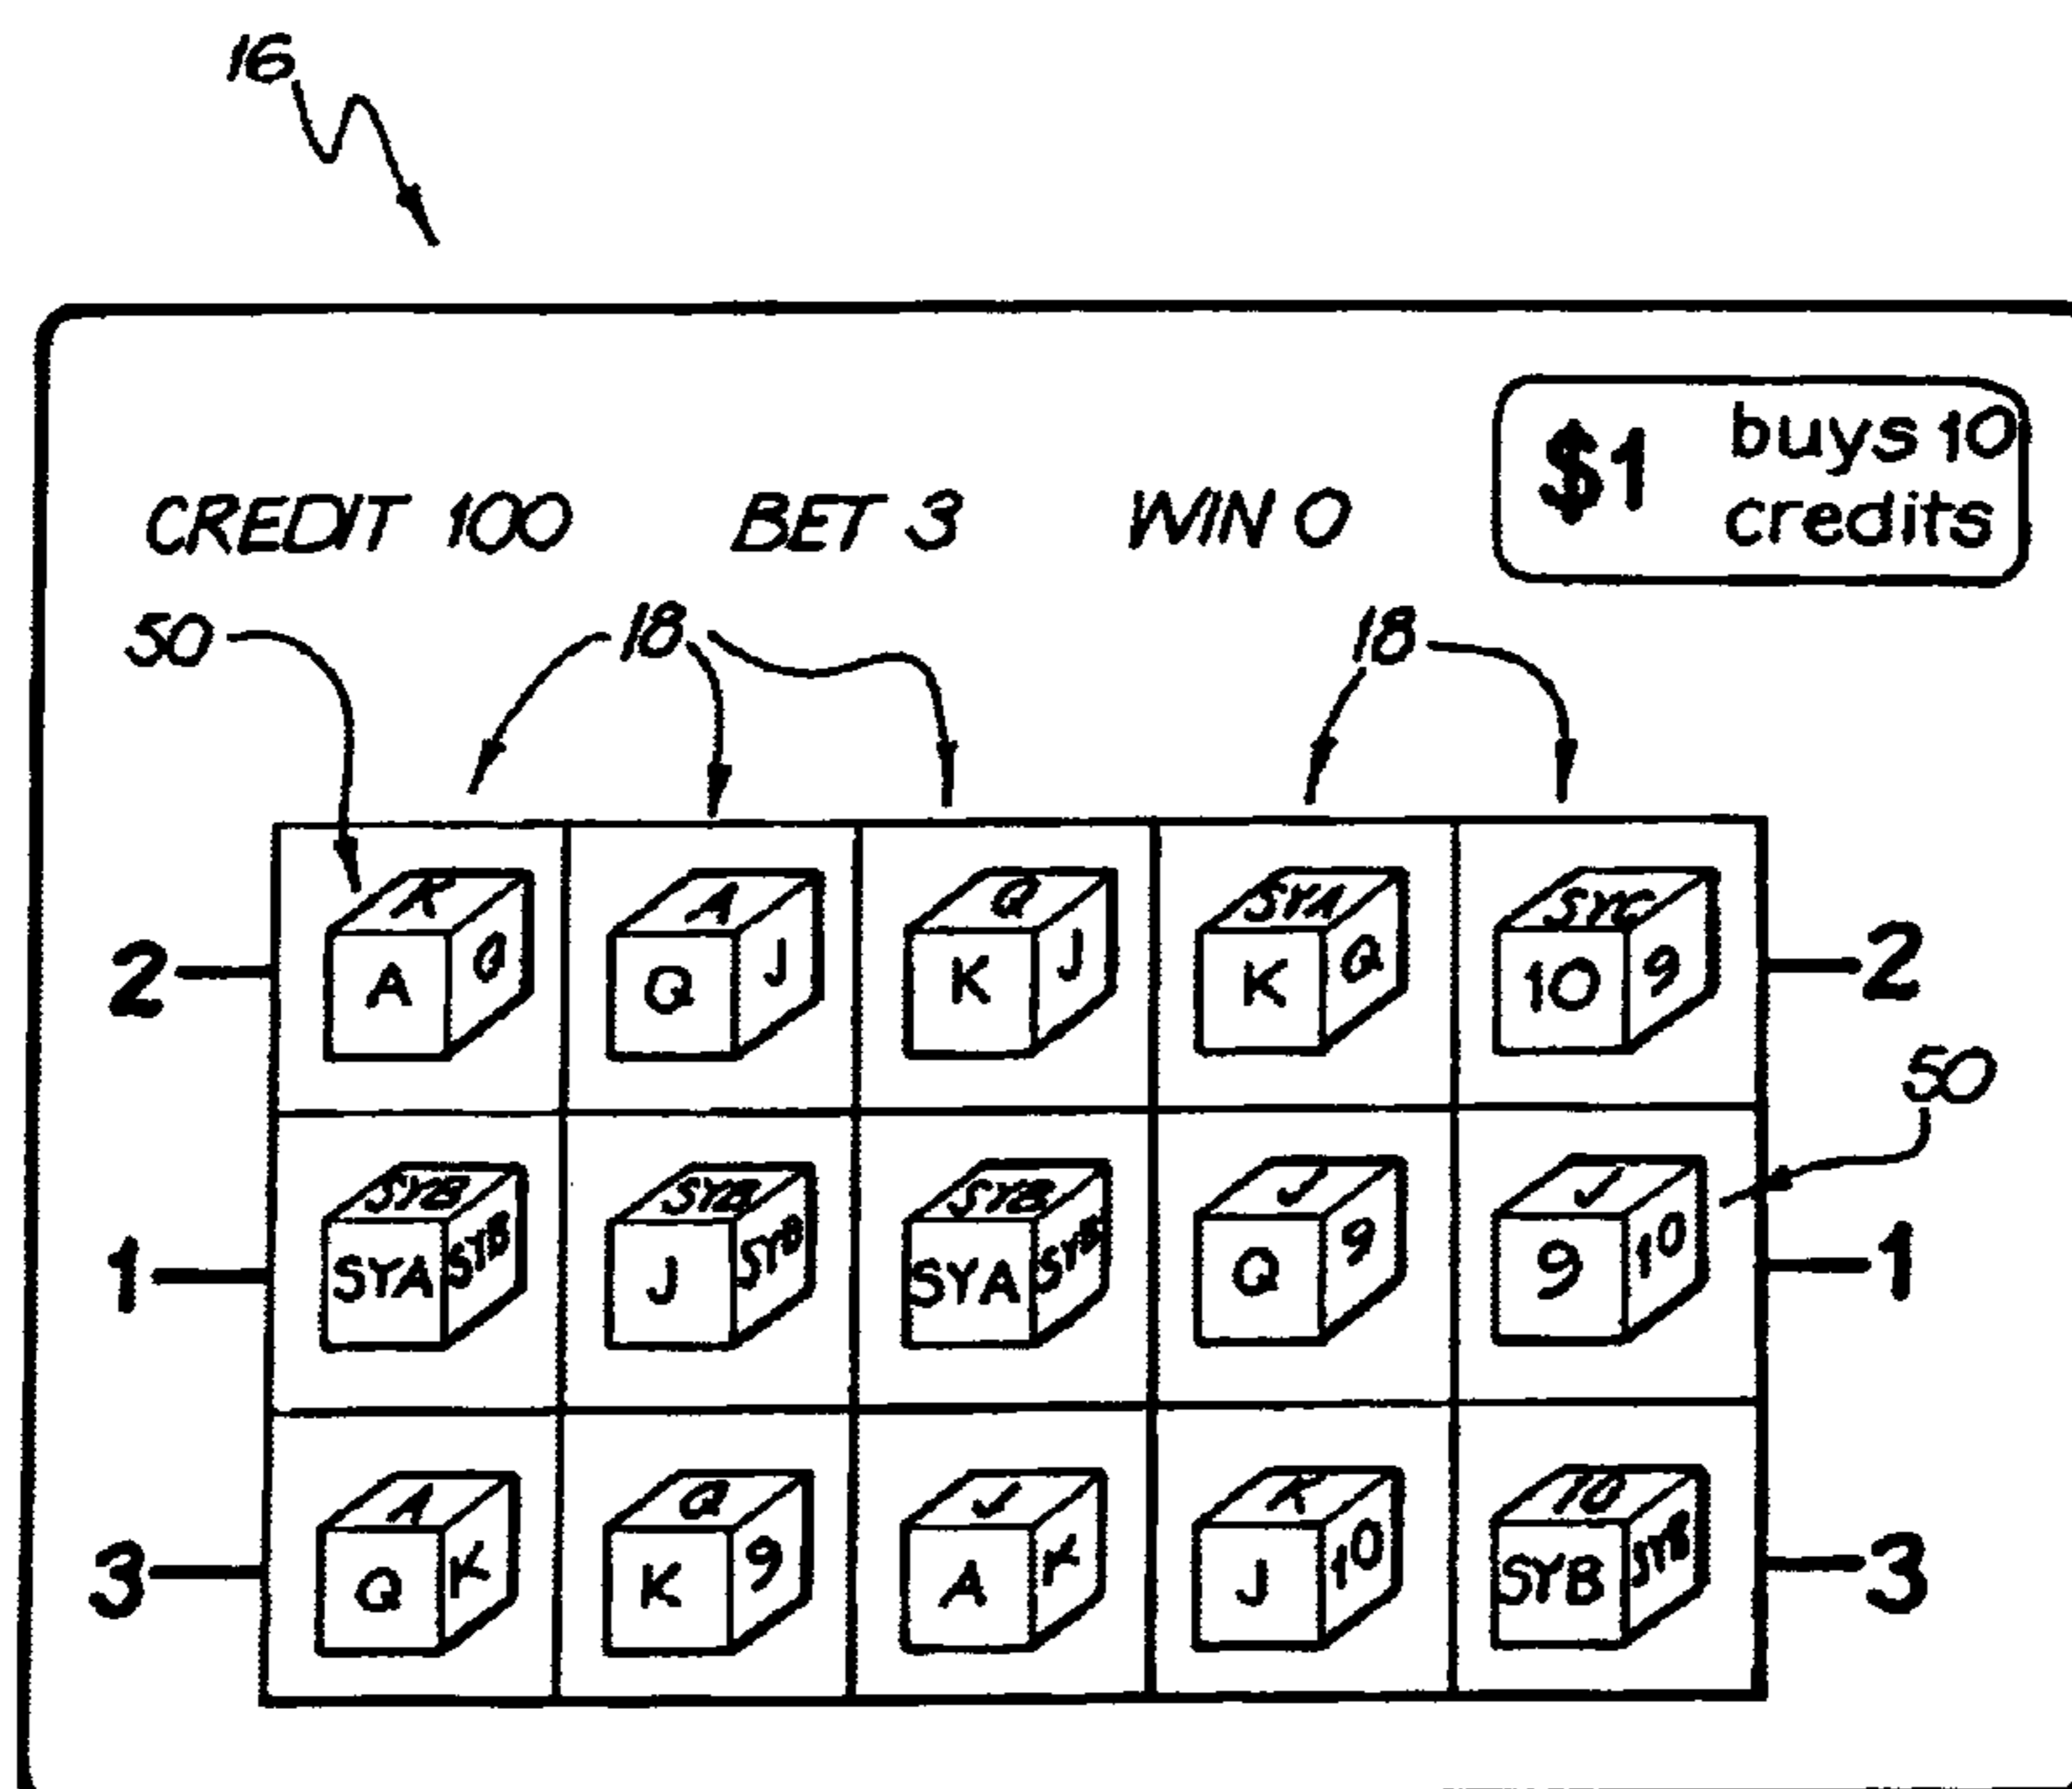 16
$1 buys 10
credits
CREDIT 100 BET 3 WIN 0
50 18 18
K A Q SYA SYC
2 A Q Q J K J K Q 10 9 2
50
SYB SYB J J
1 SYA SYB J SYB SYA SYB Q 9 9 10 1
A Q J K 10
3 Q K K 9 A K J 10 SYB SYB 3